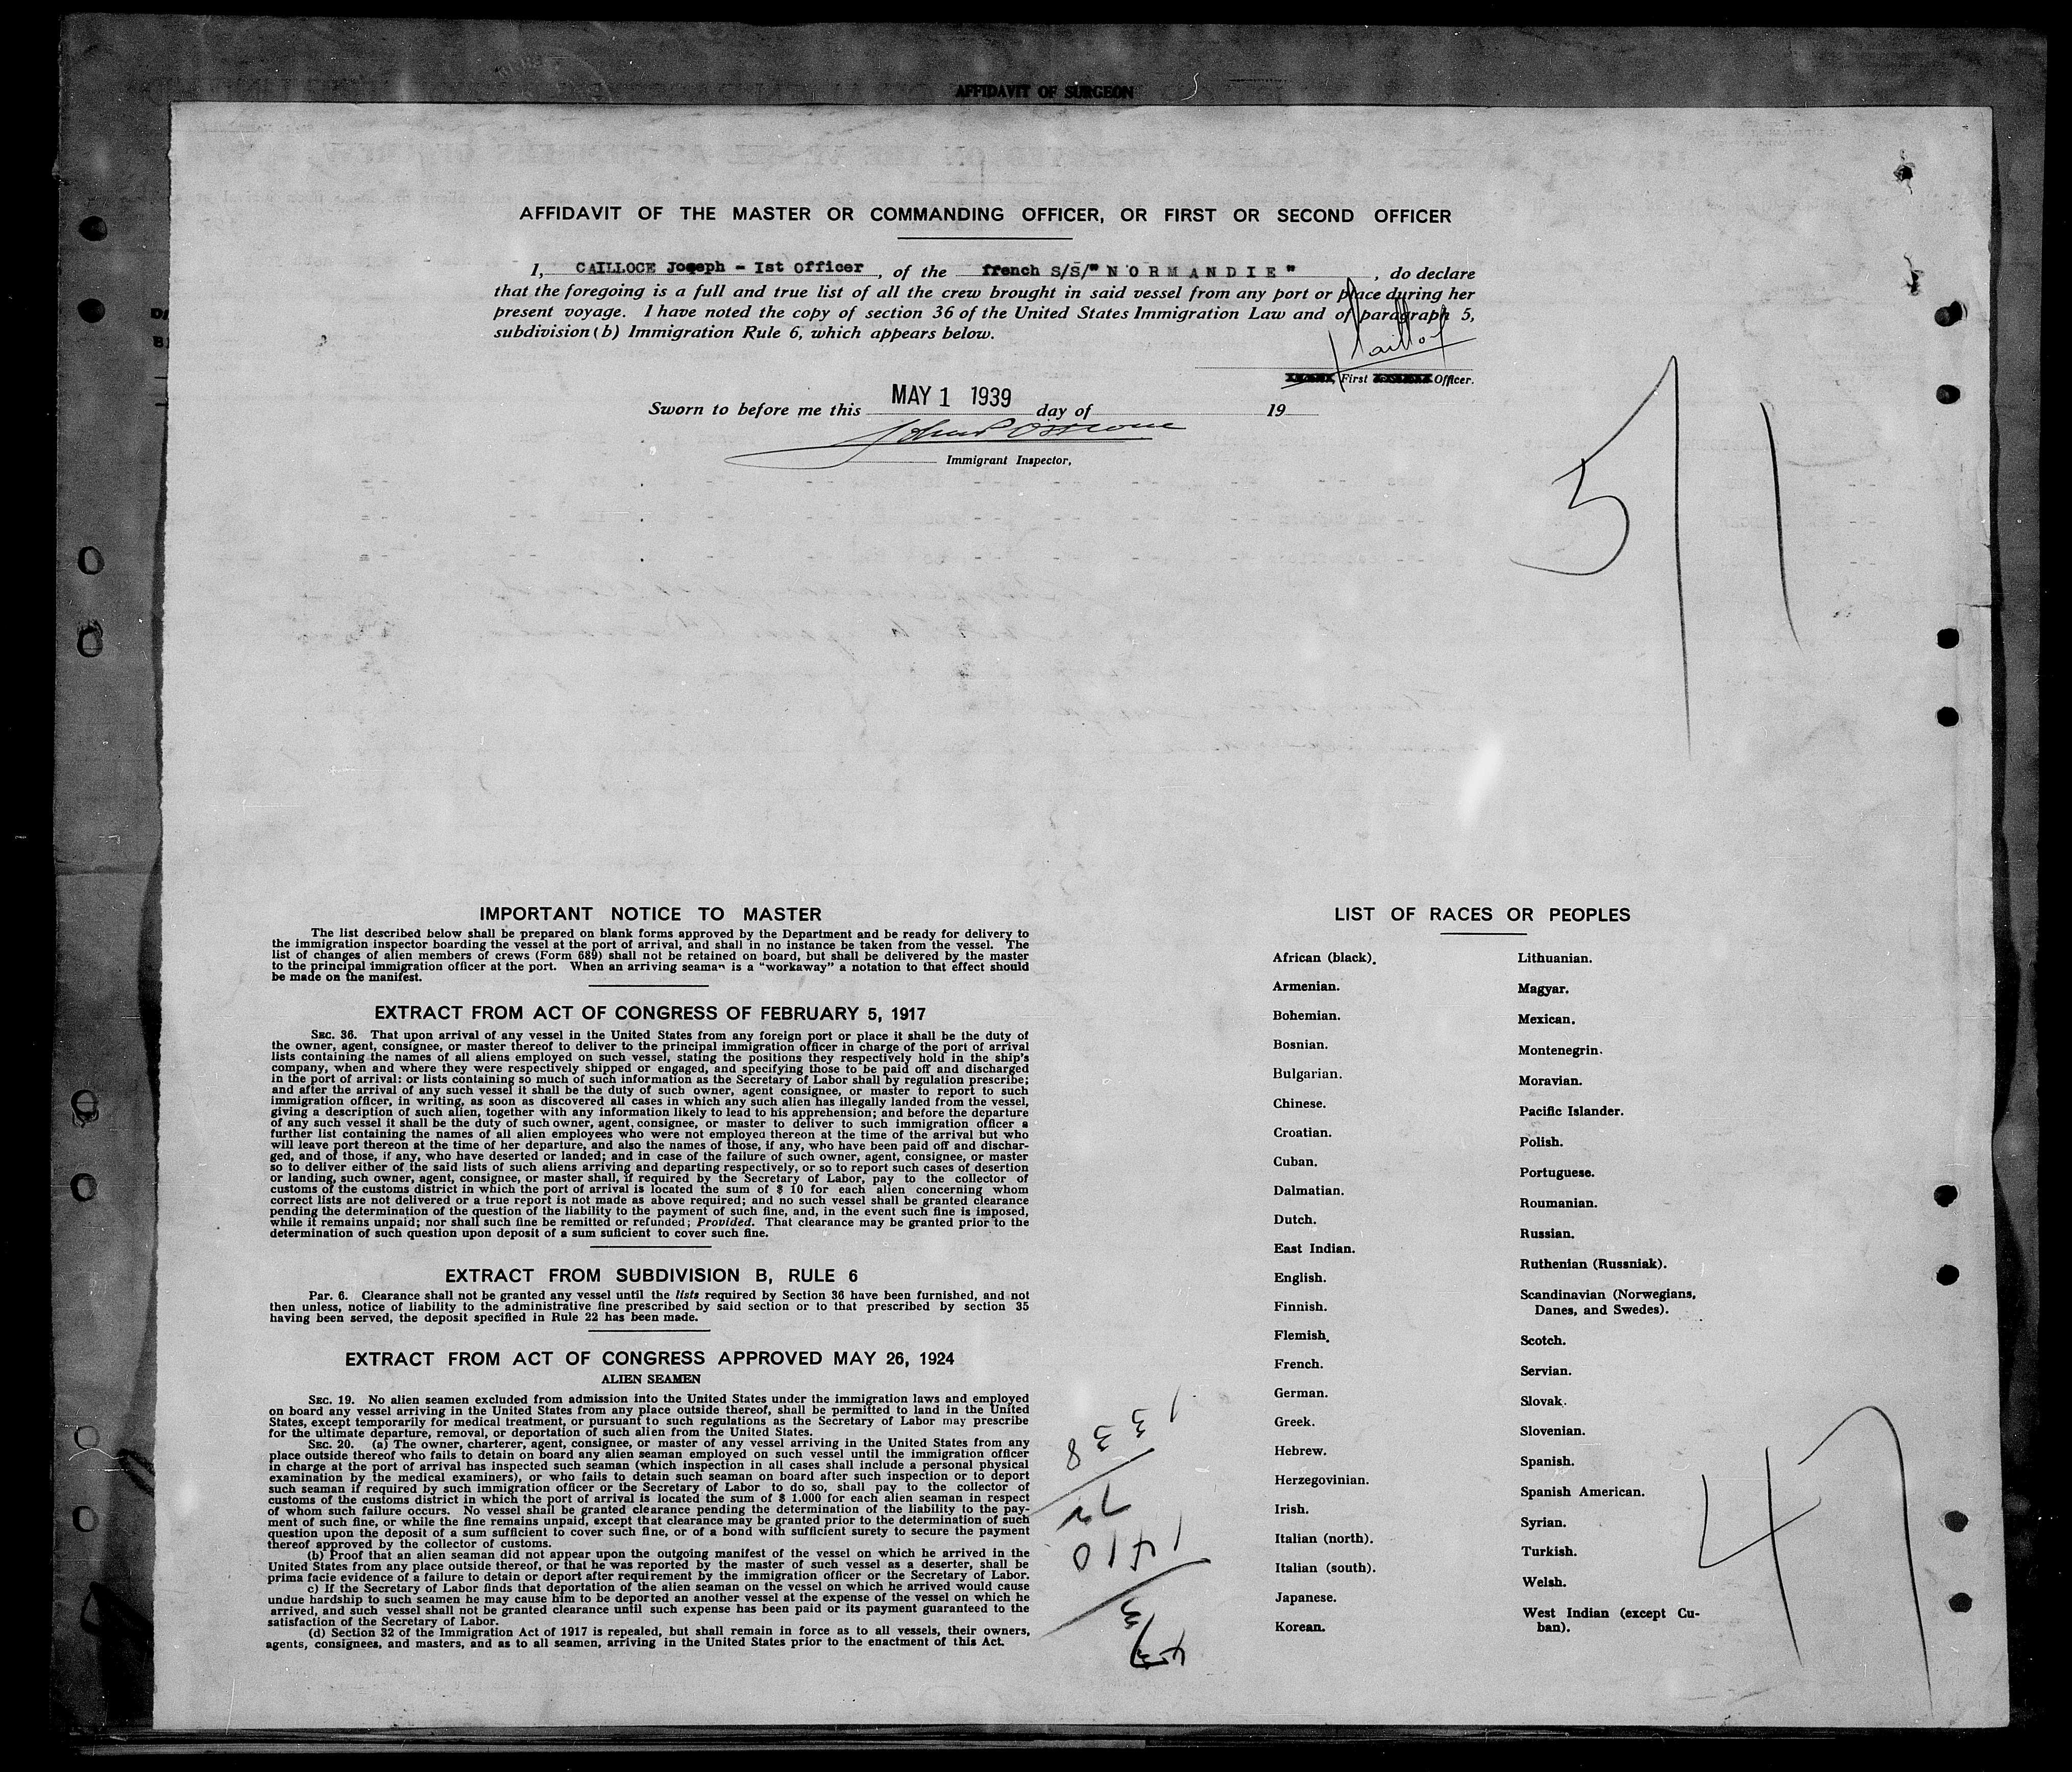 AFFIDAVIT OF SURGEON
AFFIDAVIT OF THE MASTER OR COMMANDING OFFICER, OR FIRST OR SECOND OFFICER
I, CAILLOCE Joseph - Ist Officer, of the french S/S/" N O R M A N D I E ", do declare
that the foregoing is a full and true list of all the crew brought in said vessel from any port or place during her
present voyage. I have noted the copy of section 36 of the United States Immigration Law and of paragraph 5,
subdivision (b) Immigration Rule 6, which appears below.
First Officer.
Sworn to before me this MAY 1 1939 day of 19
Immigrant Inspector,
51
IMPORTANT NOTICE TO MASTER
The list described below shall be prepared on blank forms approved by the Department and be ready for delivery to
the immigration inspector boarding the vessel at the port of arrival, and shall in no instance be taken from the vessel. The
list of changes of alien members of crews (Form 689) shall not be retained on board, but shall be delivered by the master
to the principal immigration officer at the port. When an arriving seaman is a "workaway" a notation to that effect should
be made on the manifest.
EXTRACT FROM ACT OF CONGRESS OF FEBRUARY 5, 1917
SEC. 36. That upon arrival of any vessel in the United States from any foreign port or place it shall be the duty of
the owner, agent, consignee, or master thereof to deliver to the principal immigration officer in charge of the port of arrival
lists containing the names of all aliens employed on such vessel, stating the positions they respectively hold in the ship's
company, when and where they were respectively shipped or engaged, and specifying those to be paid off and discharged
in the port of arrival: or lists containing so much of such information as the Secretary of Labor shall by regulation prescribe;
and after the arrival of any such vessel it shall be the duty of such owner, agent consignee, or master to report to such
immigration officer, in writing, as soon as discovered all cases in which any such alien has illegally landed from the vessel,
giving a description of such alien, together with any information likely to lead to his apprehension; and before the departure
of any such vessel it shall be the duty of such owner, agent, consignee, or master to deliver to such immigration officer a
further list containing the names of all alien employees who were not employed thereon at the time of the arrival but who
will leave port thereon at the time of her departure, and also the names of those, if any, who have been paid off and dischar-
ged, and of those, if any, who have deserted or landed; and in case of the failure of such owner, agent, consignee, or master
so to deliver either of the said lists of such aliens arriving and departing respectively, or so to report such cases of desertion
or landing, such owner, agent, consignee, or master shall, if required by the Secretary of Labor, pay to the collector of
customs of the customs district in which the port of arrival is located the sum of $ 10 for each alien concerning whom
correct lists are not delivered or a true report is not made as above required; and no such vessel shall be granted clearance
pending the determination of the question of the liability to the payment of such fine, and, in the event such fine is imposed,
while it remains unpaid; nor shall such fine be remitted or refunded; Provided. That clearance may be granted prior to the
determination of such question upon deposit of a sum suficient to cover such fine.
EXTRACT FROM SUBDIVISION B, RULE 6
Par. 6. Clearance shall not be granted any vessel until the lists required by Section 36 have been furnished, and not
then unless, notice of liability to the administrative fine prescribed by said section or to that prescribed by section 35
having been served, the deposit specified in Rule 22 has been made.
EXTRACT FROM ACT OF CONGRESS APPROVED MAY 26, 1924
ALIEN SEAMEN
SEC. 19. No alien seamen excluded from admission into the United States under the immigration laws and employed
on board any vessel arriving in the United States from any place outside thereof, shall be permitted to land in the United
States, except temporarily for medical treatment, or pursuant to such regulations as the Secretary of Labor may prescribe
for the ultimate departure, removal, or deportation of such alien from the United States.
SEC. 20. (a) The owner, charterer, agent, consignee, or master of any vessel arriving in the United States from any
place outside thereof who fails to detain on board any alien seaman employed on such vessel until the immigration officer
in charge at the port of arrival has inspected such seaman (which inspection in all cases shall include a personal physical
examination by the medical examiners), or who fails to detain such seaman on board after such inspection or to deport
such seaman if required by such immigration officer or the Secretary of Labor to do so, shall pay to the collector of
customs of the customs district in which the port of arrival is located the sum of $ 1.000 for each alien seaman in respect
of whom such failure occurs. No vessel shall be granted clearance pending the determination of the liability to the pay-
ment of such fine, or while the fine remains unpaid, except that clearance may be granted prior to the determination of such
question upon the deposit of a sum sufficient to cover such fine, or of a bond with sufficient surety to secure the payment
thereof approved by the collector of customs.
(b) Proof that an alien seaman did not appear upon the outgoing manifest of the vessel on which he arrived in the
United States from any place outside thereof, or that he was reported by the master of such vessel as a deserter, shall be
prima facie evidence of a failure to detain or deport after requirement by the immigration officer or the Secretary of Labor.
c) If the Secretary of Labor finds that deportation of the alien seaman on the vessel on which he arrived would cause
undue hardship to such seamen he may cause him to be deported an another vessel at the expense of the vessel on which he
arrived, and such vessel shall not be granted clearance until such expense has been paid or its payment guaranteed to the
satisfaction of the Secretary of Labor.
(d) Section 32 of the Immigration Act of 1917 is repealed, but shall remain in force as to all vessels, their owners,
agents, consignees, and masters, and as to all seamen, arriving in the United States prior to the enactment of this Act.
1338
72
1410
LIST OF RACES OR PEOPLES
African (black).
Armenian.
Bohemian.
Bosnian.
Bulgarian.
Chinese.
Croatian.
Cuban.
Dalmatian.
Dutch.
East Indian.
English.
Finnish.
Flemish.
French.
German.
Greek.
Hebrew.
Herzegovinian.
Irish.
Italian (north).
Italian (south).
Japanese.
Korean.
Lithuanian.
Magyar.
Mexican.
Montenegrin.
Moravian.
Pacific Islander.
Polish.
Portuguese.
Roumanian.
Russian.
Ruthenian (Russniak).
Scandinavian (Norwegians,
Danes, and Swedes).
Scotch.
Servian.
Slovak.
Slovenian.
Spanish.
Spanish American.
Syrian.
Turkish.
Welsh.
West Indian (except Cu-
ban).
47